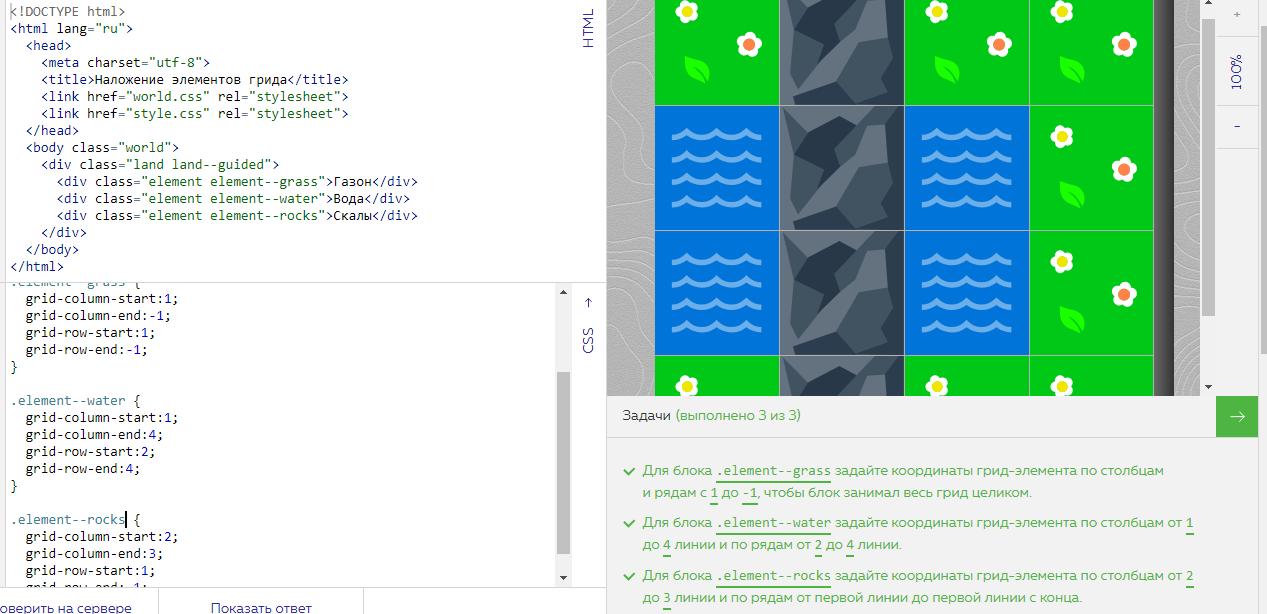 <!DOCTYPE html>
<html lang="ru">
<head>
<meta charset="utf-8">
<title>Наложение элементов грида</title>
<link href="world.css" rel="stylesheet">
<link href="style.css" rel="stylesheet">
</head>
<body class="world">
<div class="land land--guided">
<div class="element element--grass">Газон</div>
<div class="element element--water">Вода</div>
<div class="element element--rocks">Скалы</div>
</div>
</body>
</html>
HTML
.element--grass {
grid-column-start:1;
grid-column-end:-1;
grid-row-start:1;
grid-row-end:-1;
}
.element--water {
grid-column-start:1;
grid-column-end:4;
grid-row-start:2;
grid-row-end:4;
}
.element--rocks {
grid-column-start:2;
grid-column-end:3;
grid-row-start:1;
grid-row-end:-1;
CSS
оверить на сервере
Показать ответ
+
100%
-
Задачи (выполнено 3 из 3)
Для блока .element--grass задайте координаты грид-элемента по столбцам
и рядам с 1 до -1, чтобы блок занимал весь грид целиком.
Для блока .element--water задайте координаты грид-элемента по столбцам от 1
до 4 линии и по рядам от 2 до 4 линии.
Для блока .element--rocks задайте координаты грид-элемента по столбцам от 2
до 3 линии и по рядам от первой линии до первой линии с конца.